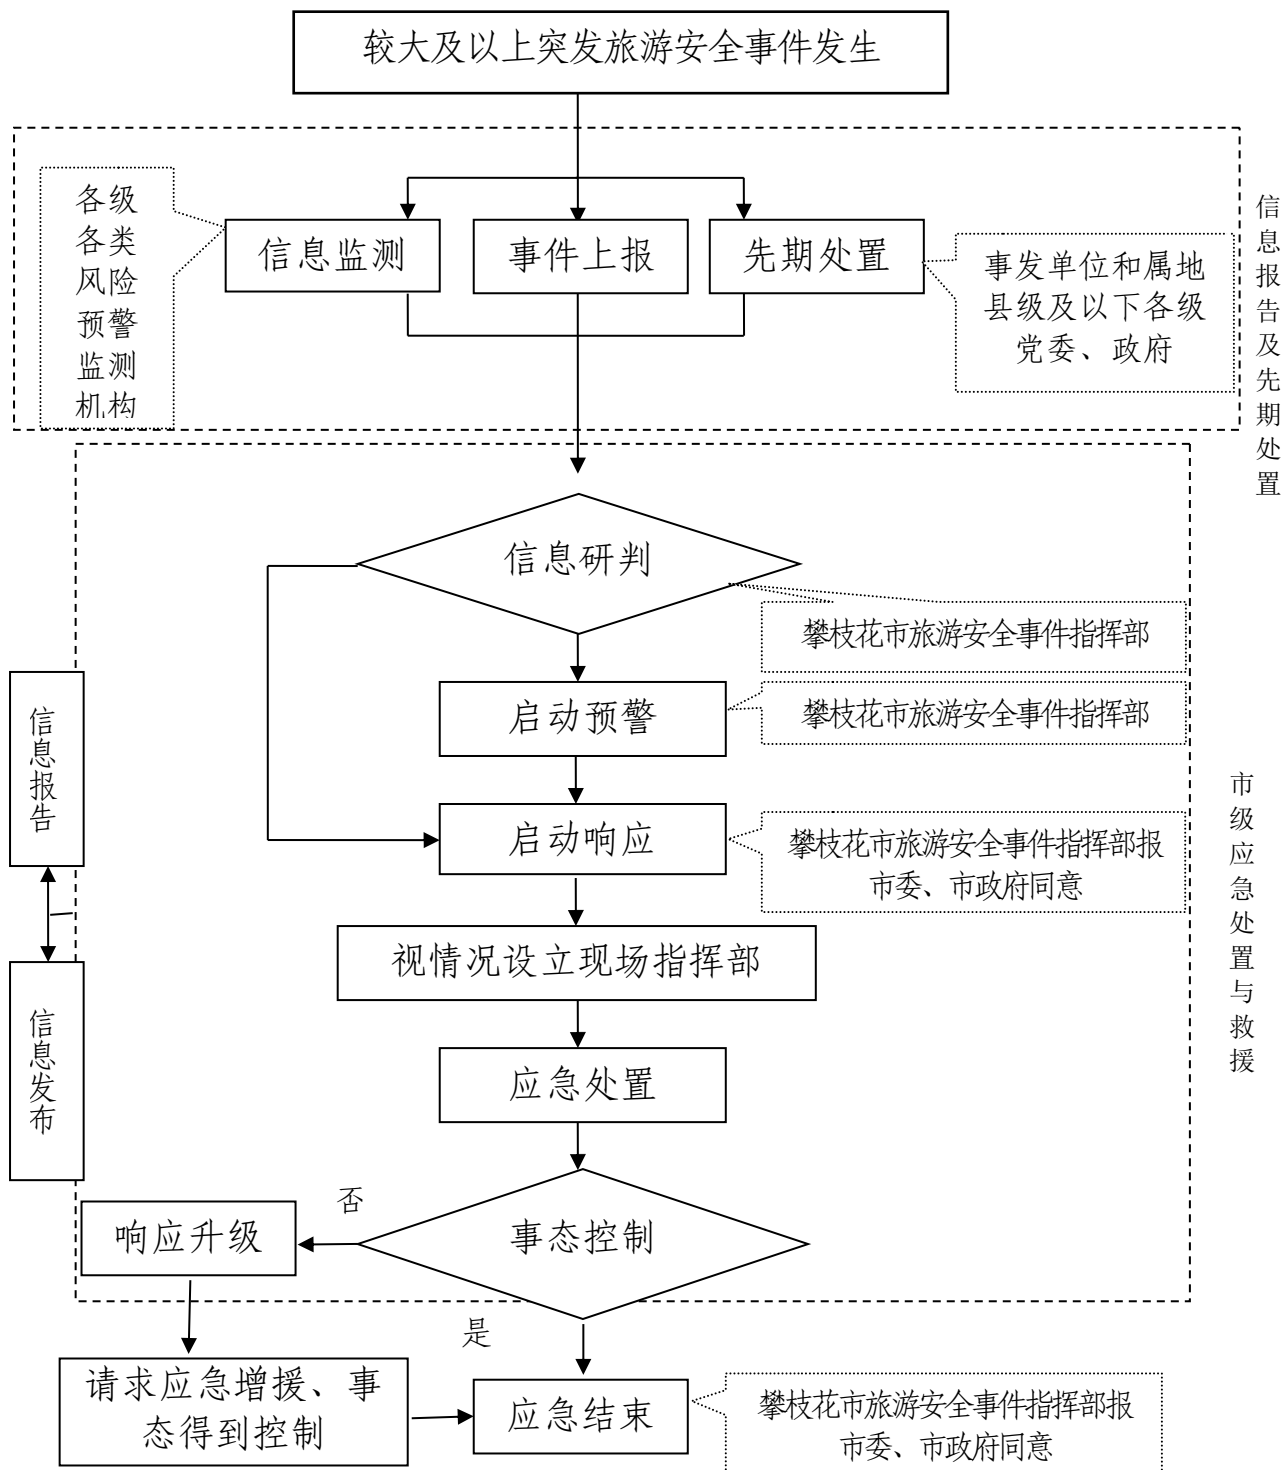 较大及以上突发旅游安全事件发生
各级
各类
风险
预警
监测
机构
信息监测
事件上报
先期处置
事发单位和属地
县级及以下各级
党委、政府
信息报告及先期处置
信息研判
攀枝花市旅游安全事件指挥部
启动预警
攀枝花市旅游安全事件指挥部
信息报告
启动响应
攀枝花市旅游安全事件指挥部报
市委、市政府同意
市级应急处置与救援
视情况设立现场指挥部
信息发布
应急处置
事态控制
否
响应升级
是
请求应急增援、事
态得到控制
应急结束
攀枝花市旅游安全事件指挥部报
市委、市政府同意